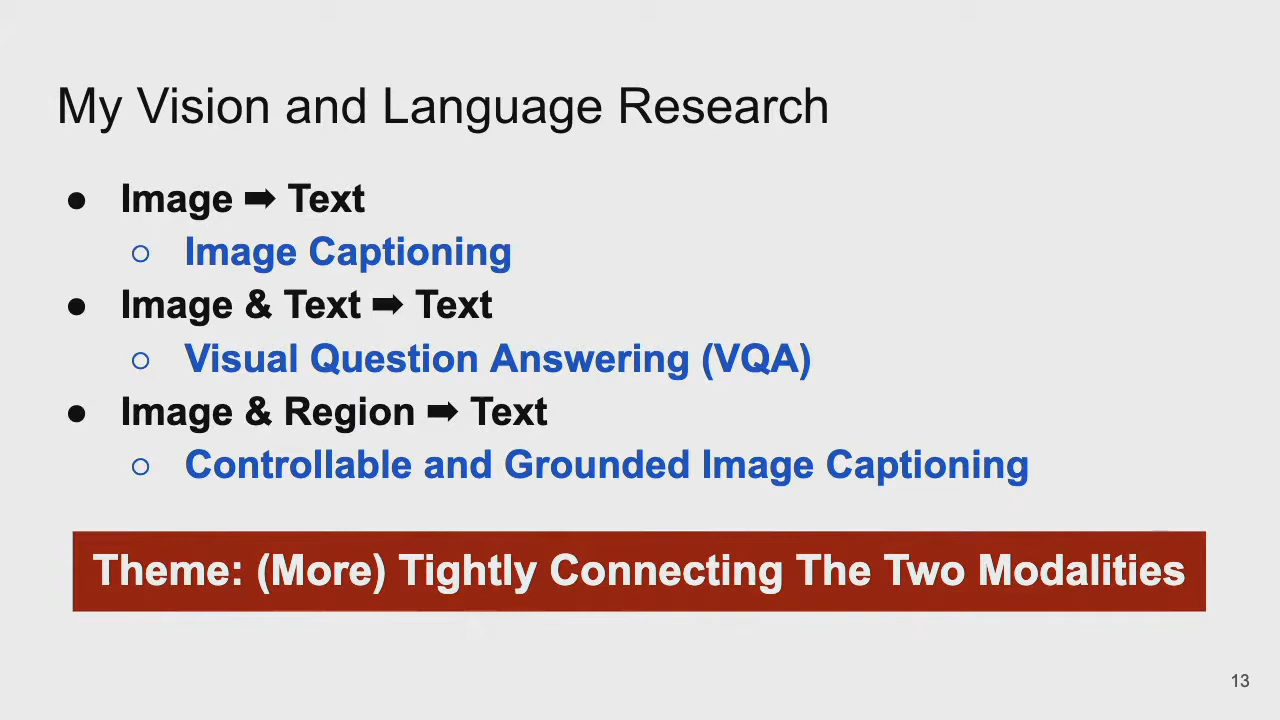 My Vision and Language Research
● Image ➡ Text
○ Image Captioning
● Image & Text ➡ Text
○ Visual Question Answering (VQA)
● Image & Region ➡ Text
○ Controllable and Grounded Image Captioning
Theme: (More) Tightly Connecting The Two Modalities
13